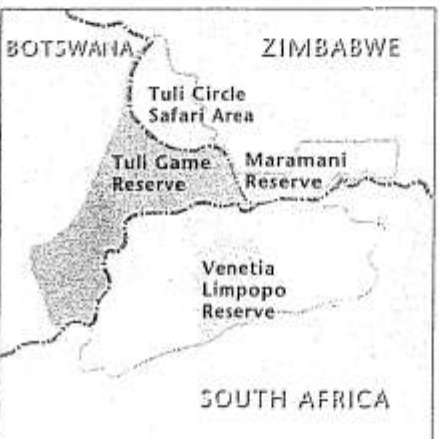 BOTSWANA
ZIMBABWE
Tuli Circle
Safari Area
Tuli Game
Reserve
Maramani
Reserve
Venetia
Limpopo
Reserve
SOUTH AFRICA